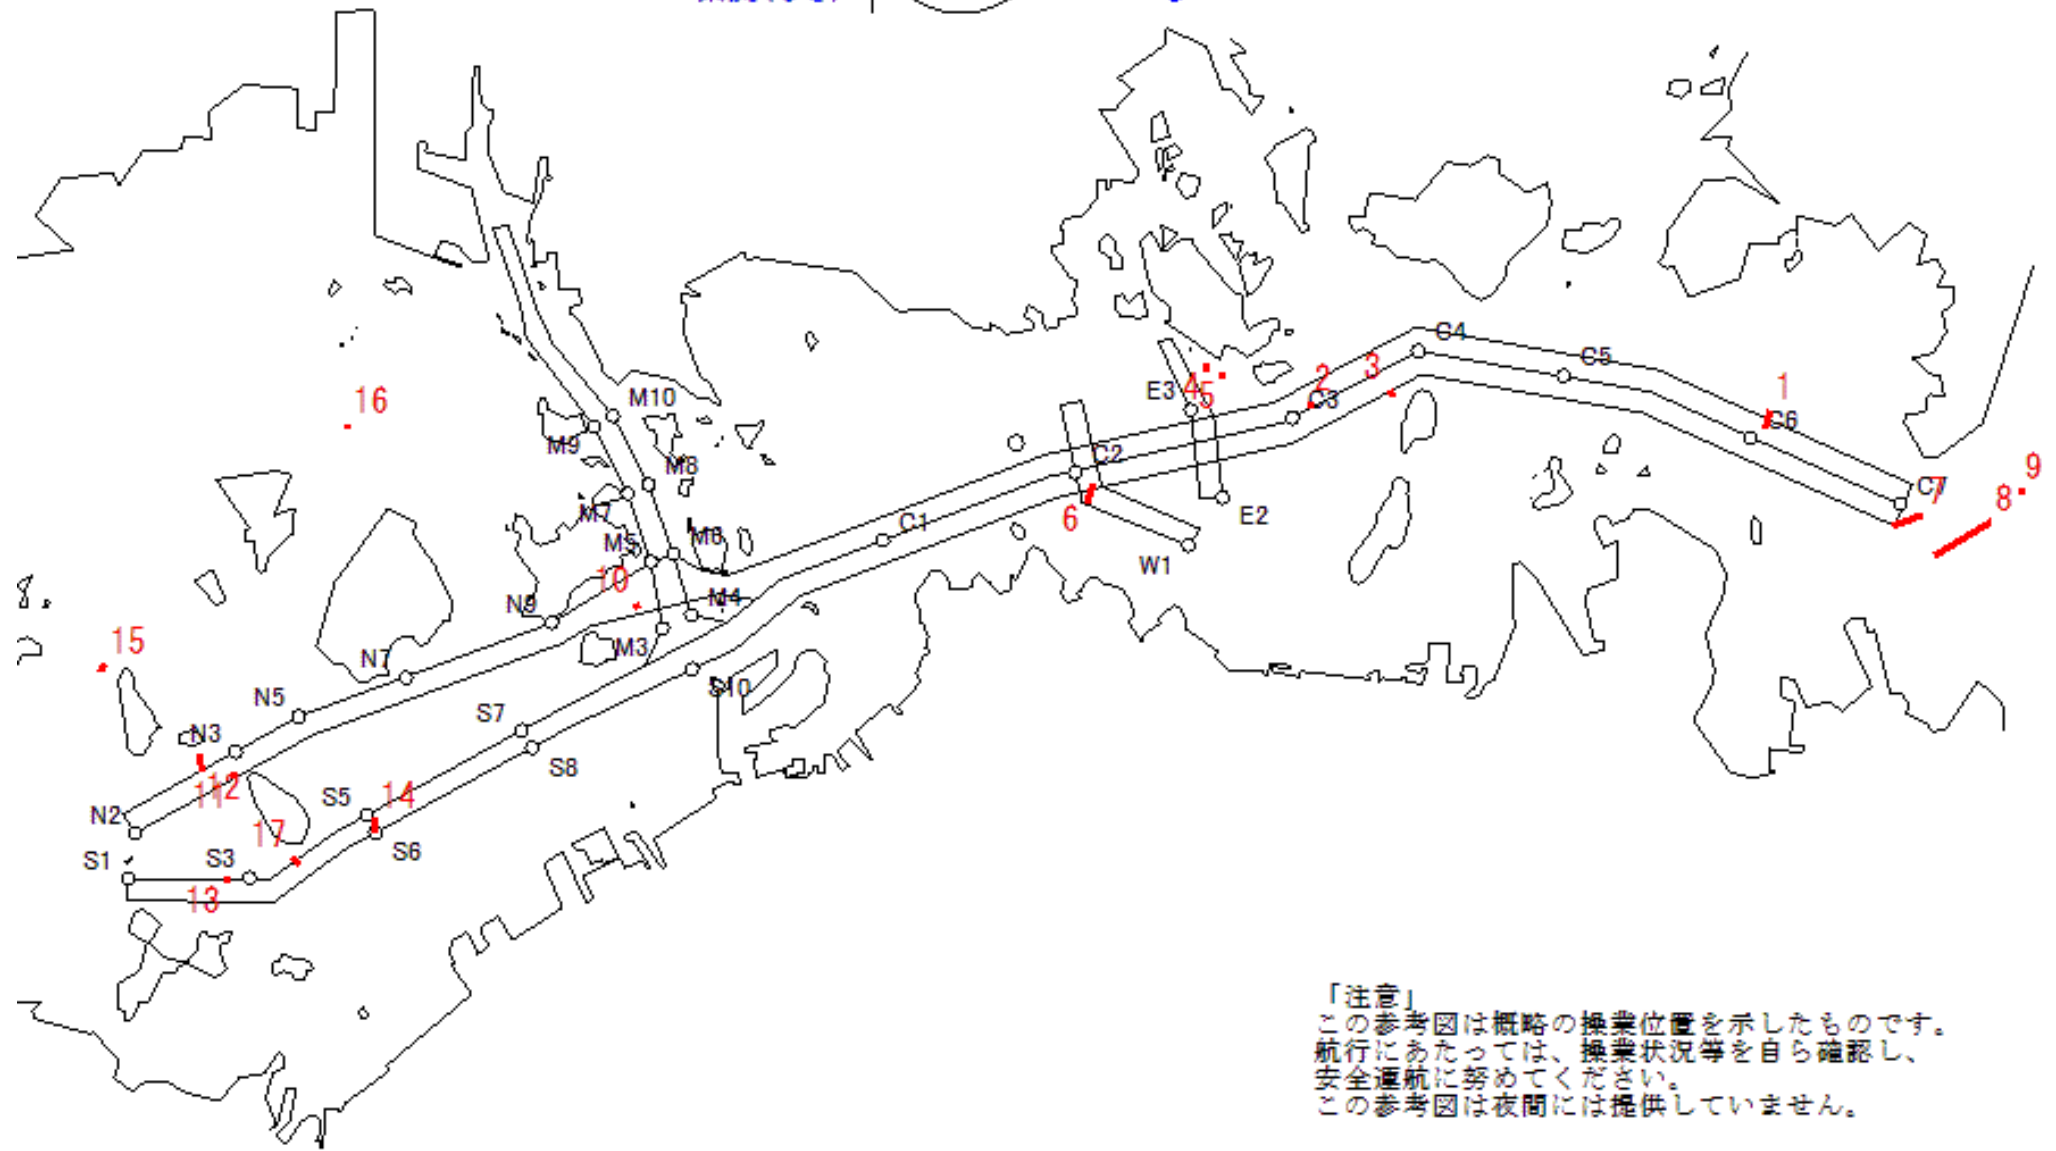 C4
C5
C6
C7
1
2
3
C3
E3
4
5
7
8
9
16
M10
M9
M8
C2
6
E2
M7
M6
M5
C1
W1
10
N9
M4
M3
15
N7
S10
N5
S7
N3
S8
11
12
S5
14
N2
17
S1
S3
S6
13
「注意」
この参考図は概略の操業位置を示したものです。
航行にあたっては、操業状況等を自ら確認し、
安全運航に努めてください。
この参考図は夜間には提供していません。